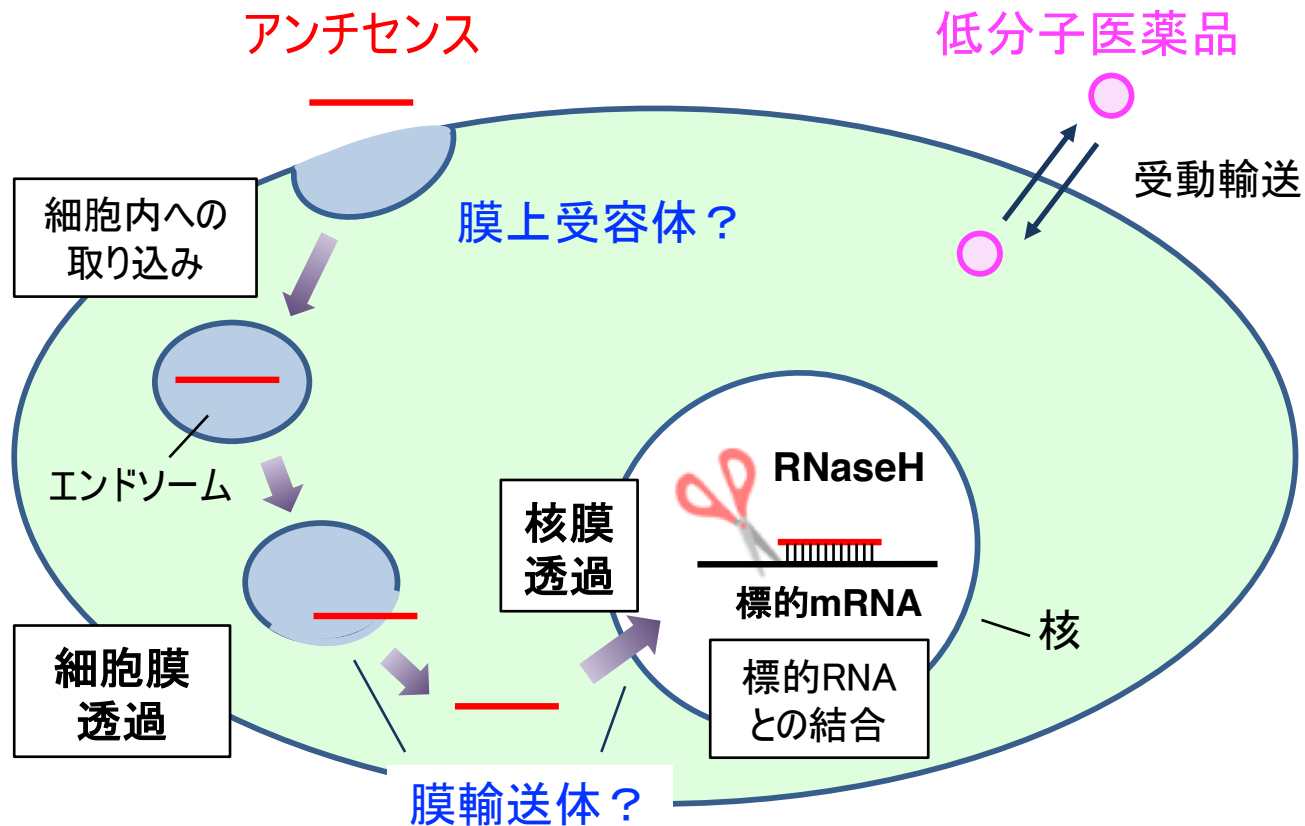 アンチセンス
低分子医薬品
受動輸送
細胞内への
取り込み
膜上受容体？
エンドソーム
RNaseH
核膜
透過
標的mRNA
核
細胞膜
透過
標的RNA
との結合
膜輸送体？